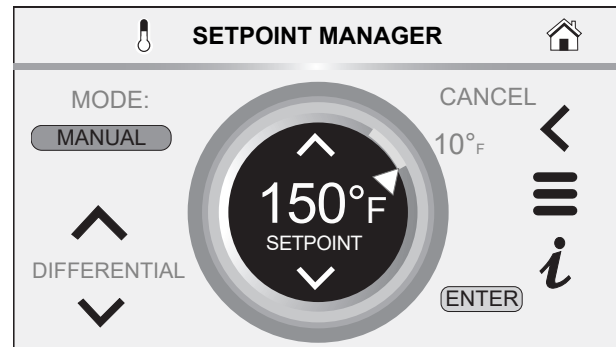 SETPOINT MANAGER
MODE:
MANUAL
CANCEL
10°F
150°F
SETPOINT
DIFFERENTIAL
i
ENTER